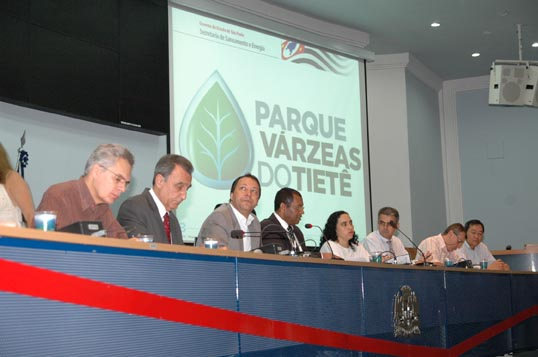 Governo do Estado de São Paulo
Secretaria de Saneamento e Energia
PARQUE
VÁRZEAS
DO TIETÊ